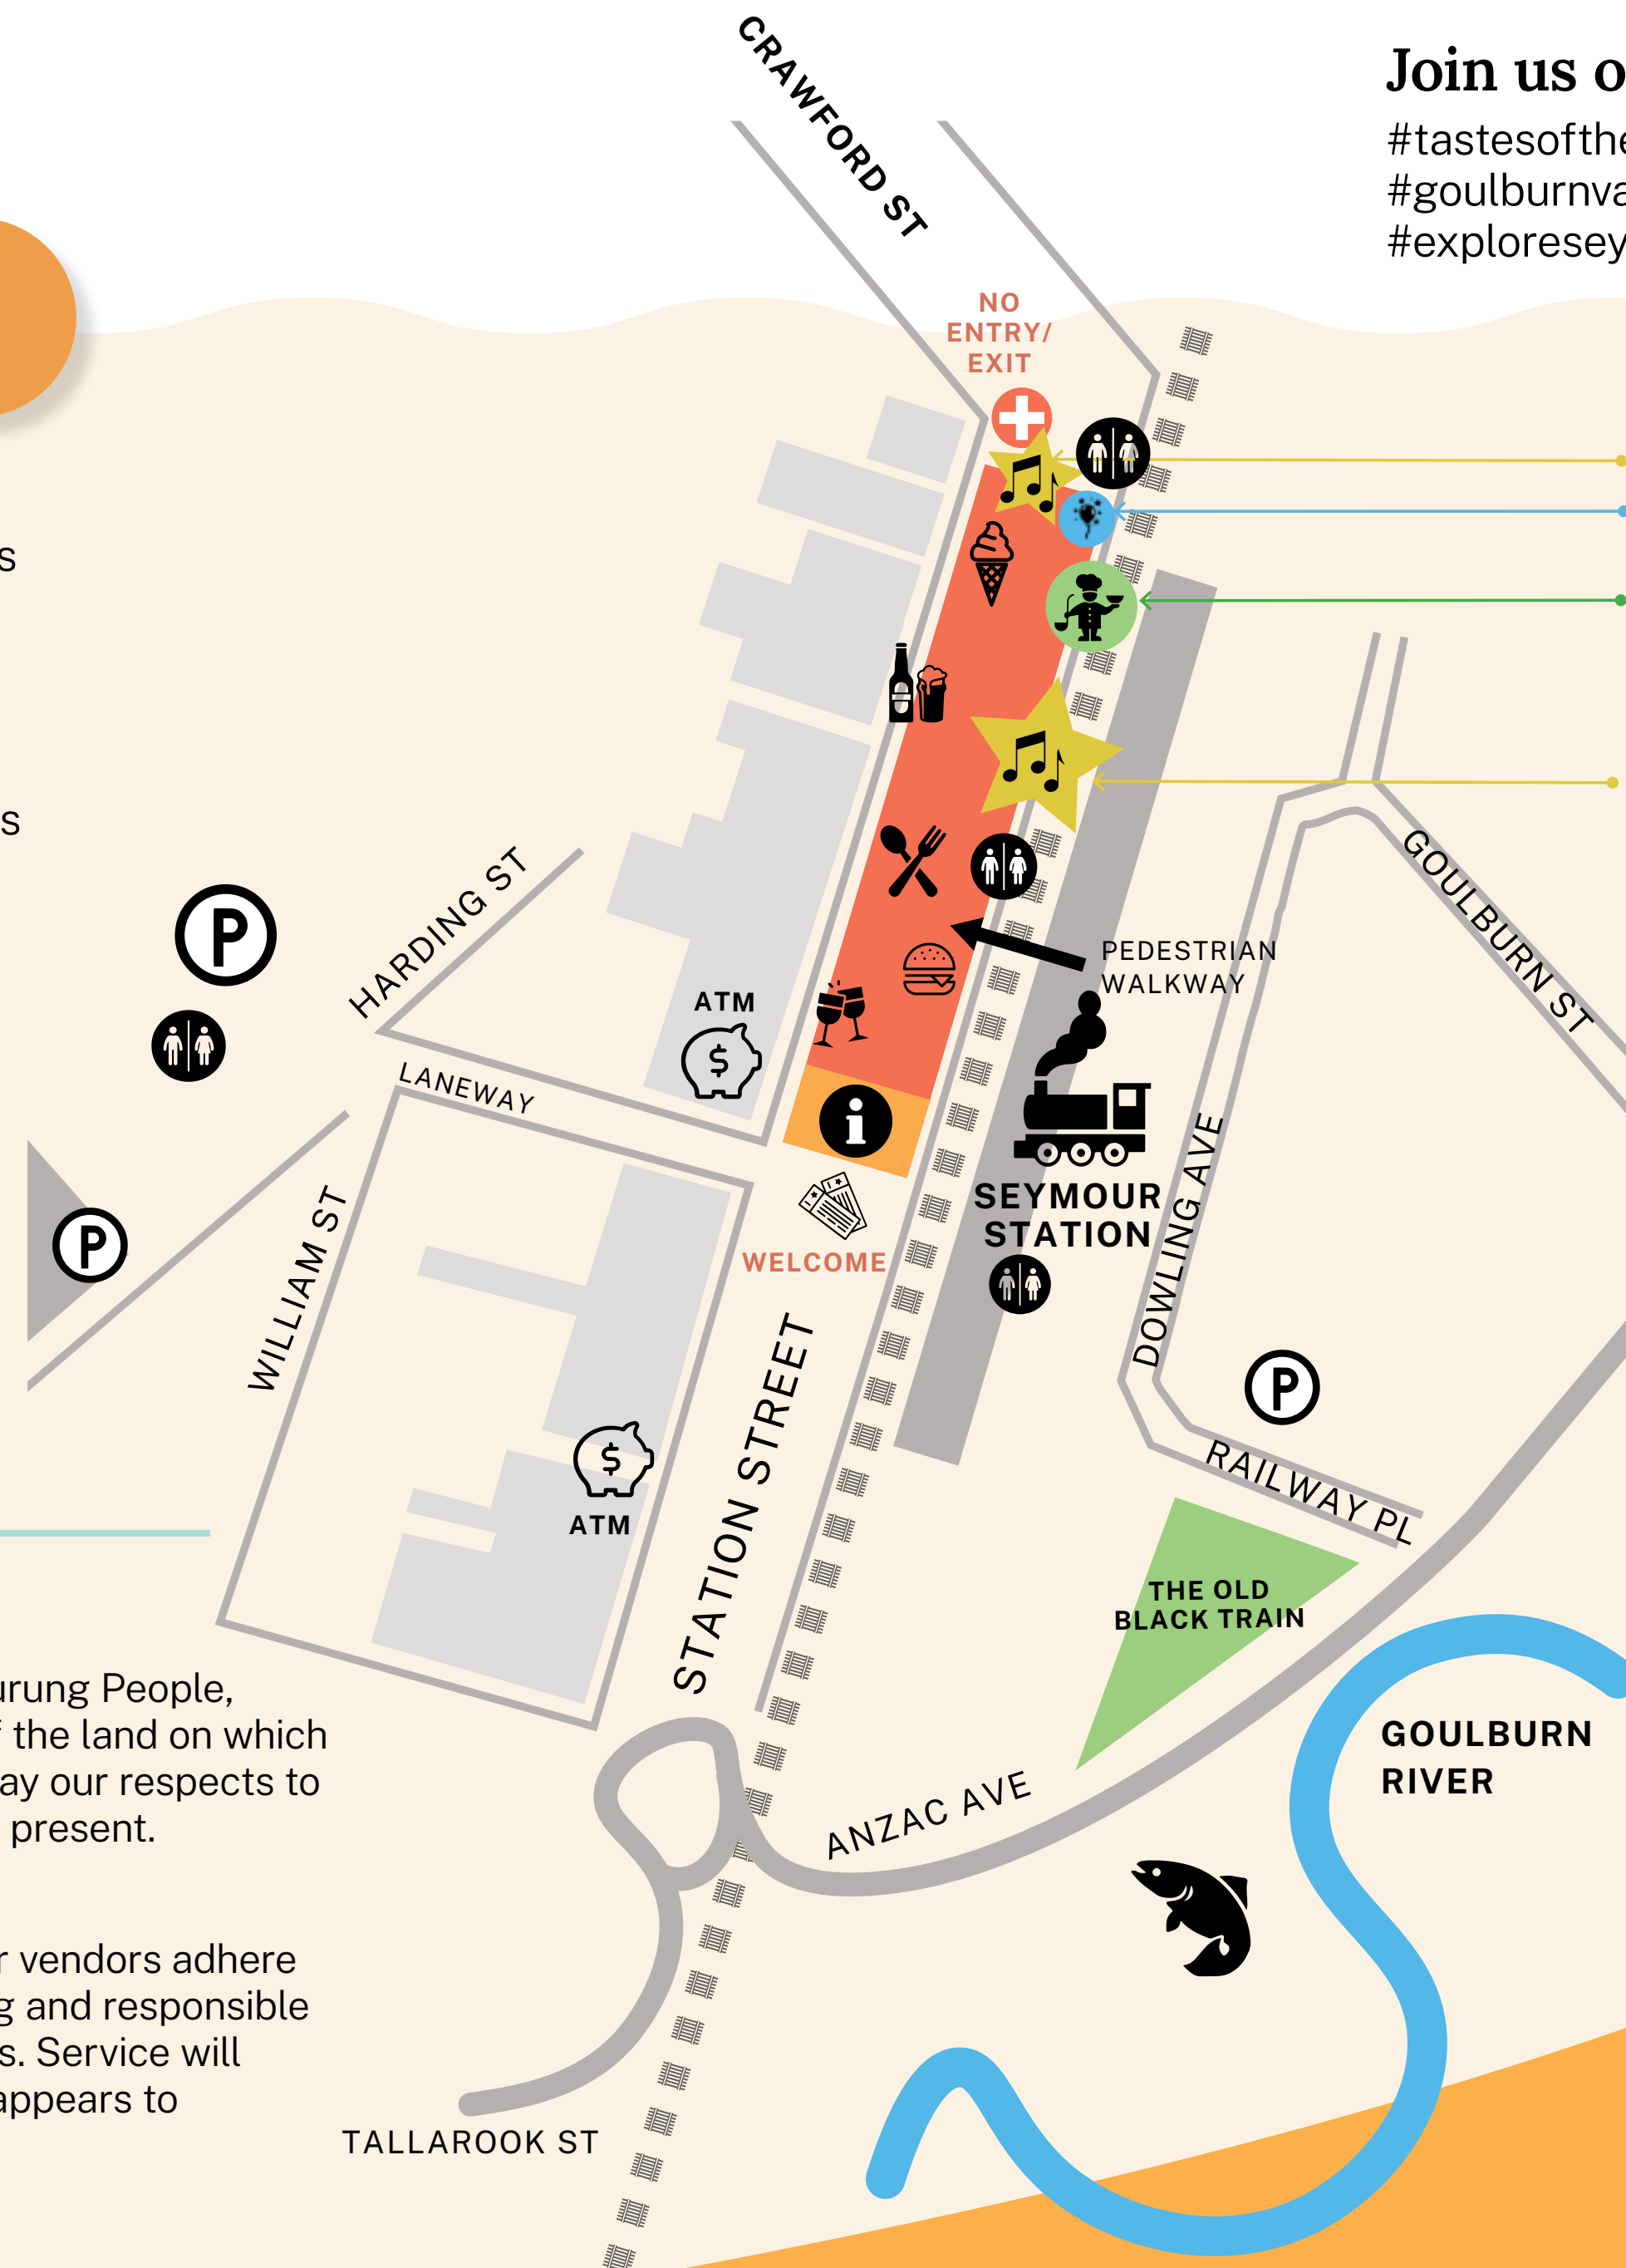 CRAWFORD ST
Join us o
#tastesofthe
#goulburnva
#exploresey
NO
ENTRY/
EXIT
s
s
P
HARDING ST
GOULBURN ST
PEDESTRIAN
WALKWAY
ATM
$
LANEWAY
i
DOWLING AVE
SEYMOUR
STATION
WELCOME
P
WILLIAM ST
STATION STREET
P
RAILWAY PL
$
ATM
THE OLD
BLACK TRAIN
urung People,
f the land on which
ay our respects to
present.
GOULBURN
RIVER
ANZAC AVE
r vendors adhere
g and responsible
s. Service will
appears to
TALLAROOK ST